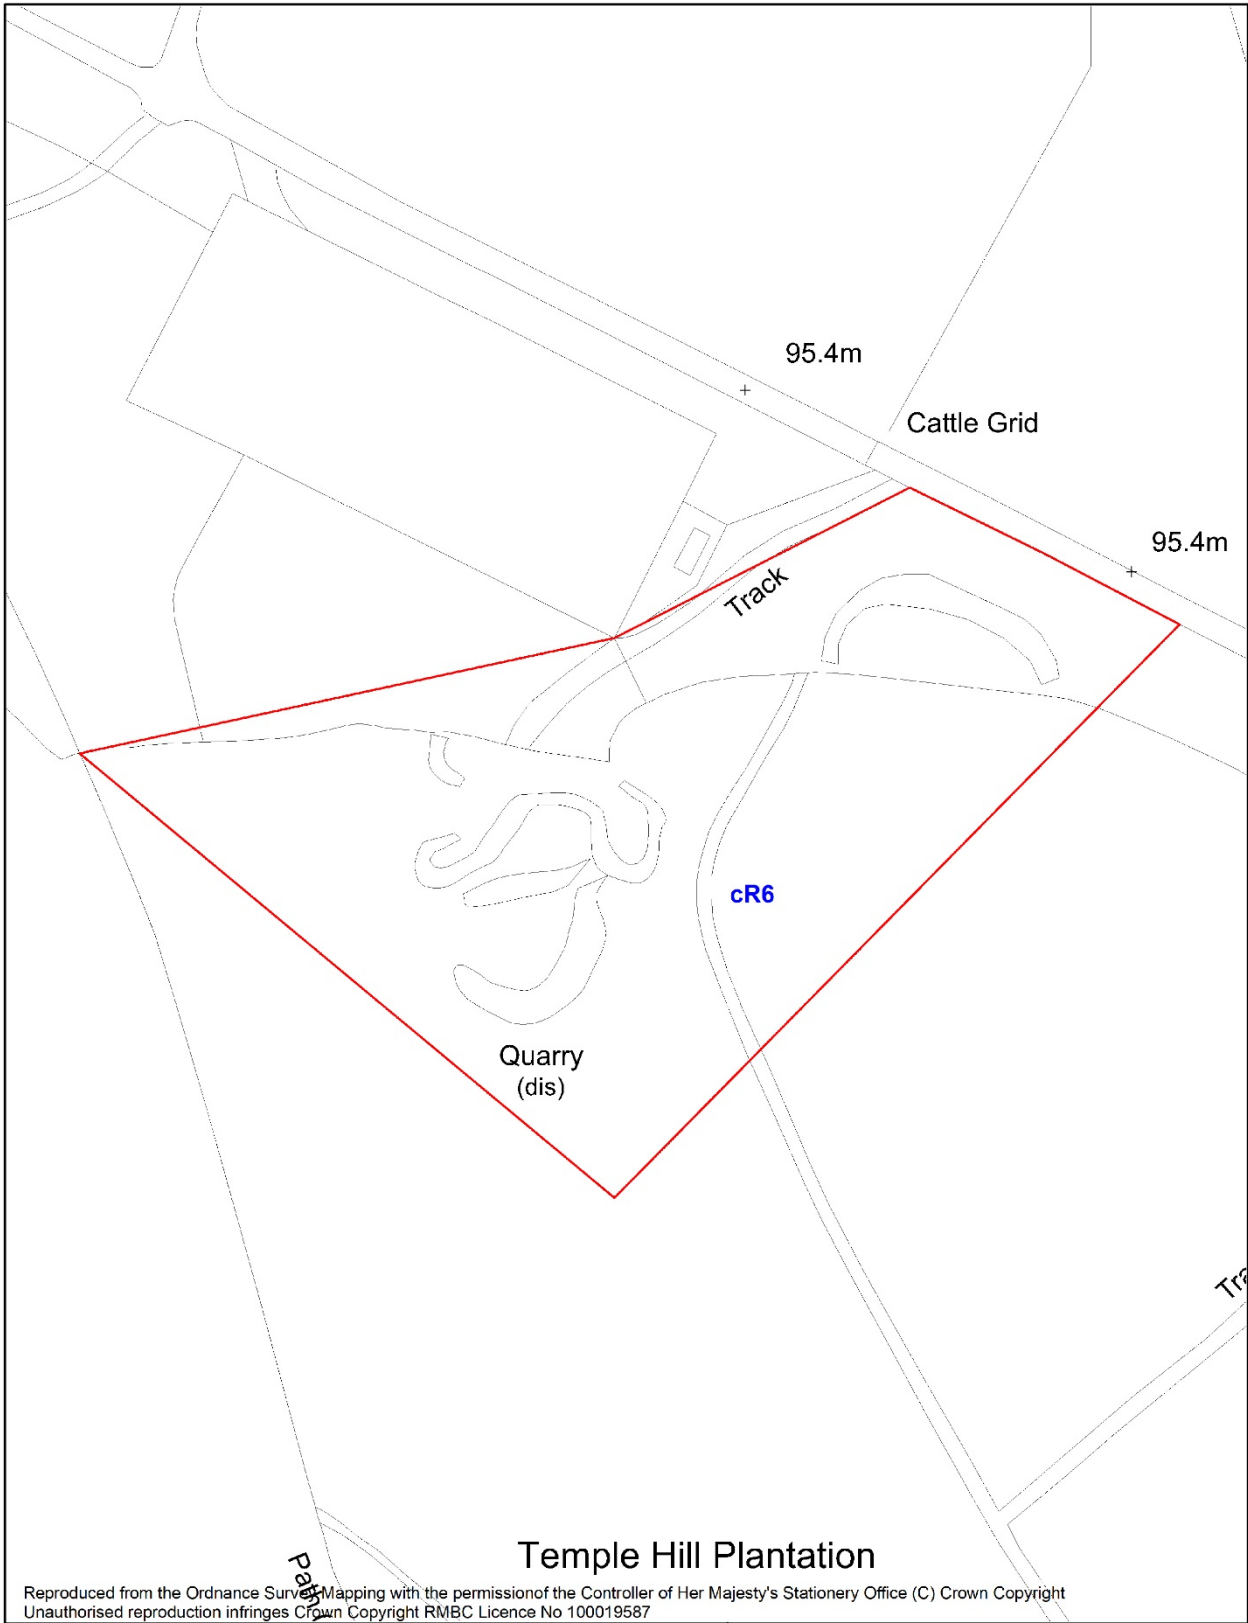 95.4m
Cattle Grid
95.4m
Track
cR6
Quarry
(dis)
Tra
Temple Hill Plantation
Path
Reproduced from the Ordnance Survey Mapping with the permissionof the Controller of Her Majesty's Stationery Office (C) Crown Copyright
Unauthorised reproduction infringes Crown Copyright RMBC Licence No 100019587